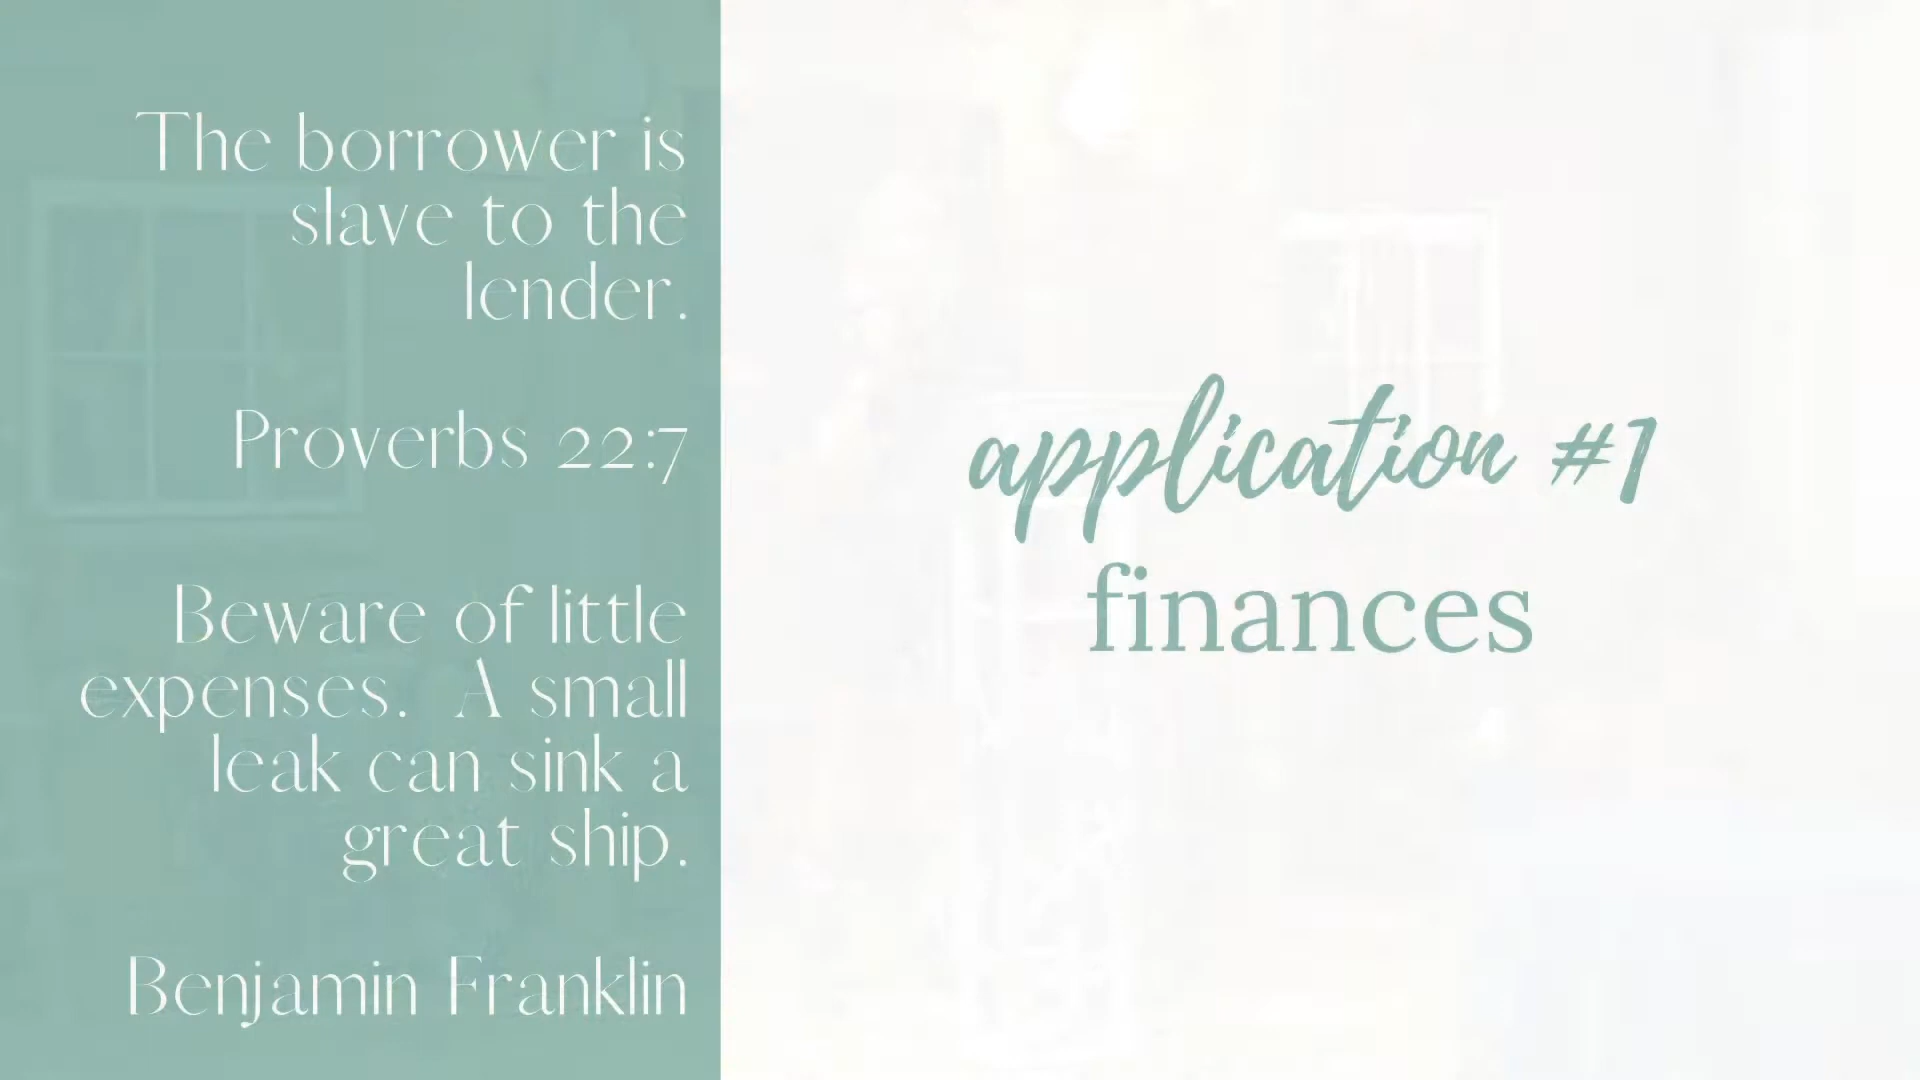 The borrower is
slave to the
lender.
Proverbs 22:7
Beware of little
expenses.  A small
leak can sink a
great ship.
Benjamin Franklin
application #1
finances